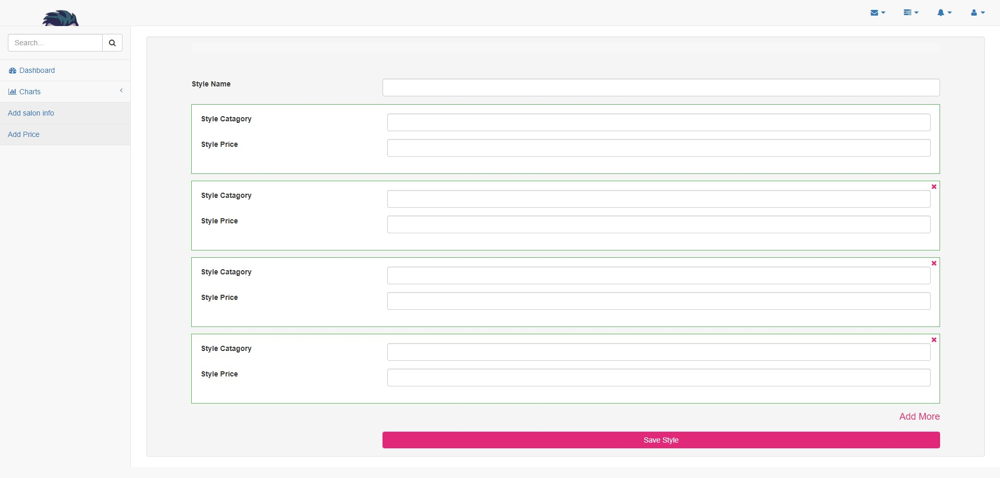 Search...
Dashboard
Charts
Add salon info
Add Price
Style Name
Style Catagory
Style Price
Style Catagory
Style Price
Style Catagory
Style Price
Style Catagory
Style Price
Add More
Save Style